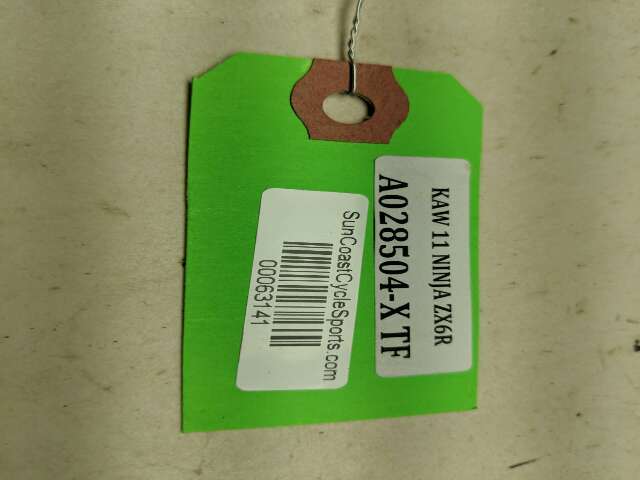 KAW 11 NINJA ZX6R
A028504-X TF
SunCoastCycleSports.com
00063141